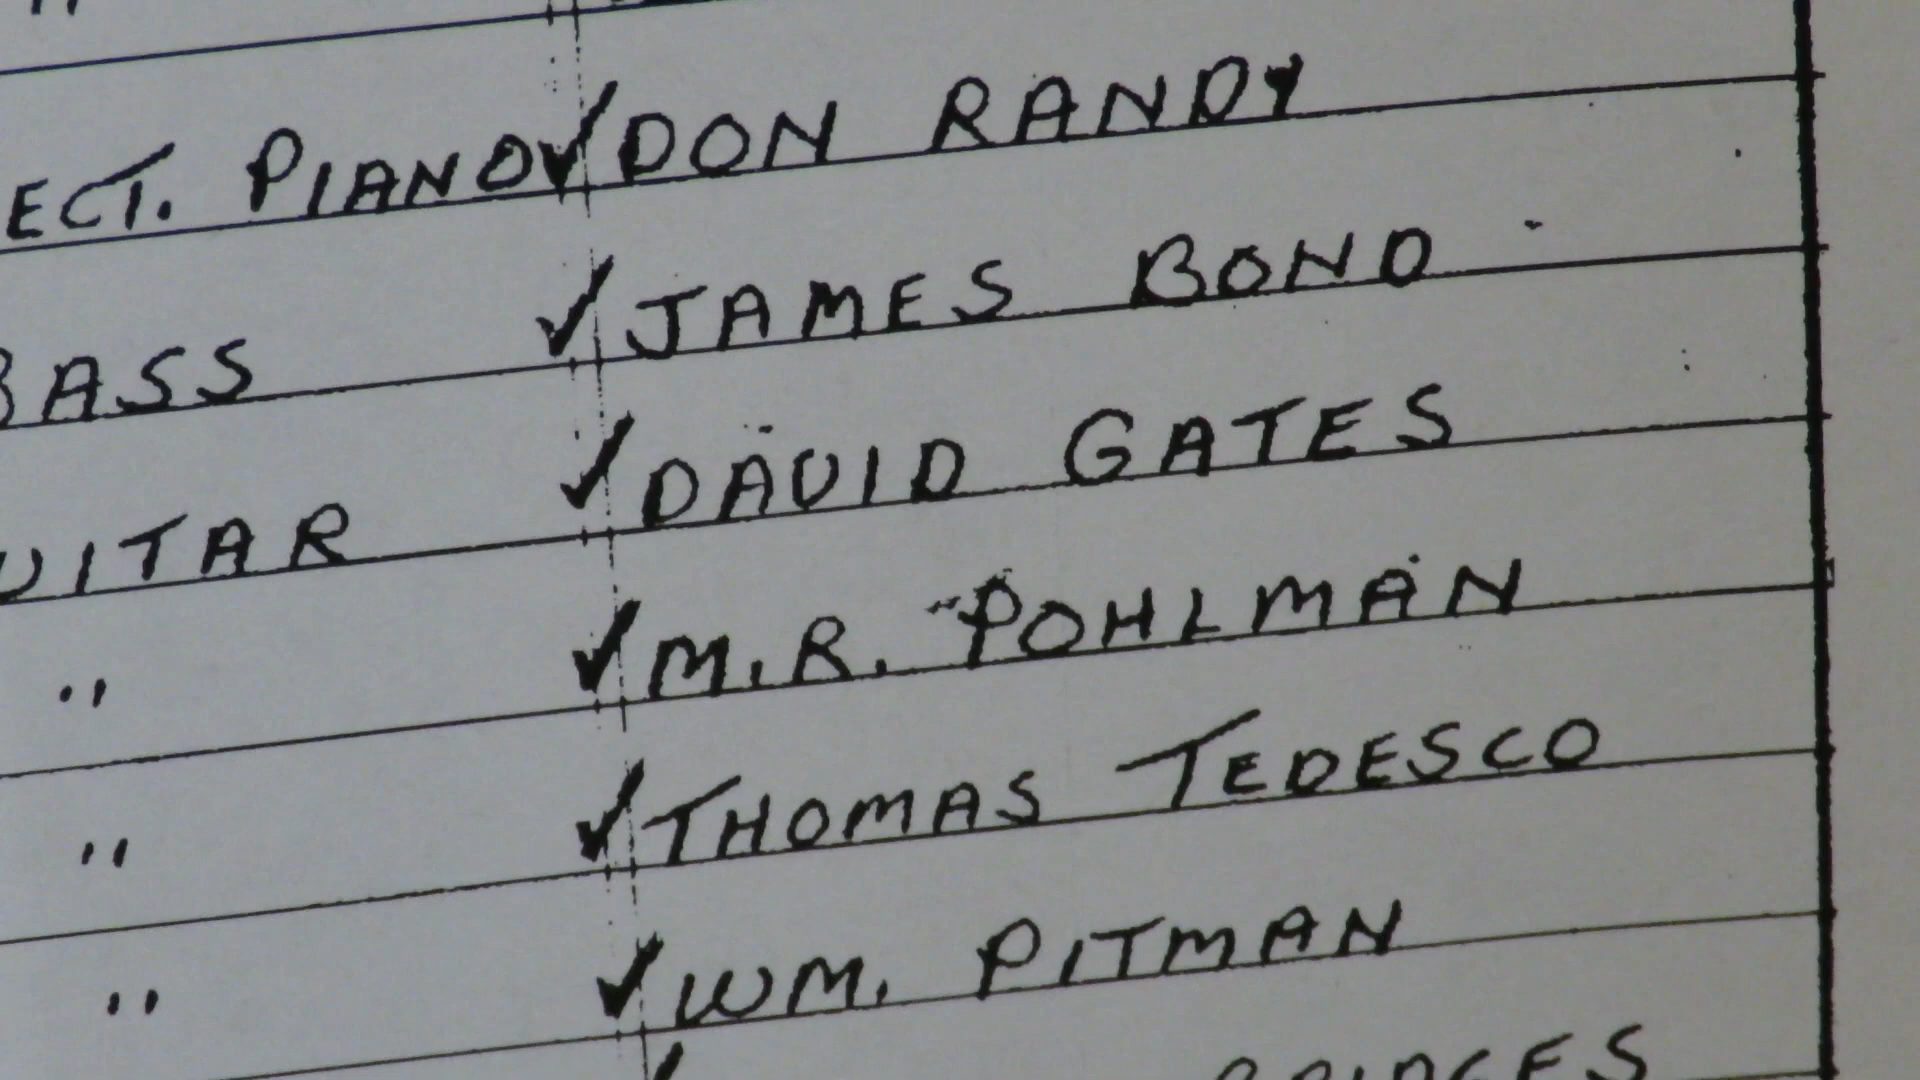 ECT. PIANO ✓ DON RANDY
BASS ✓ JAMES BOND
UITAR ✓ DAVID GATES
" ✓ M.R. POHLMAN
" ✓ THOMAS TEDESCO
" ✓ WM. PITMAN